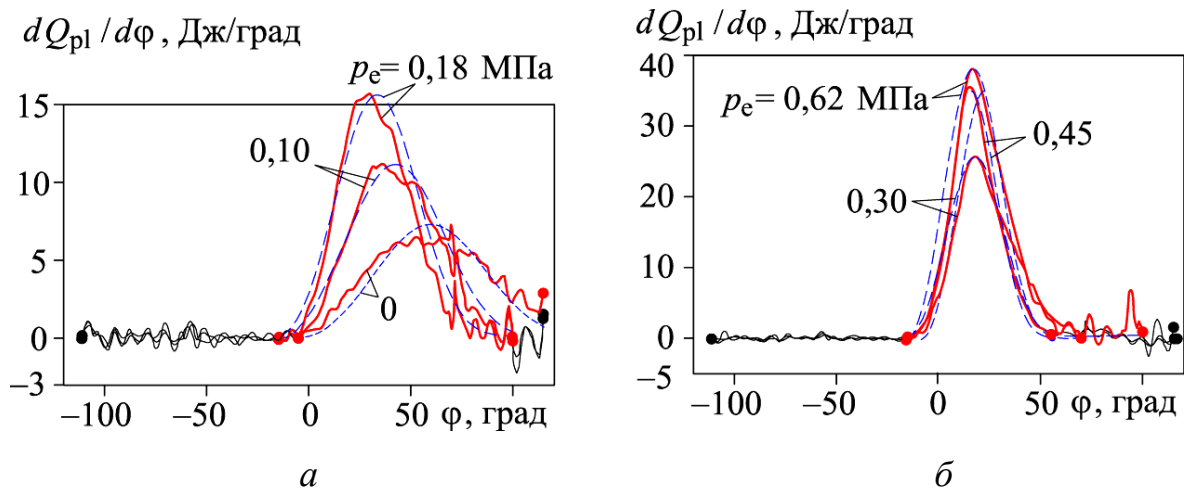 dQpl / dφ , Дж/град
pe= 0,18 МПа
15
0,10
10
5
0
0
–3
–100
–50
0
50
φ, град
а
dQpl / dφ , Дж/град
40
pe= 0,62 МПа
30
0,45
20
0,30
10
0
–5
–100
–50
0
50
φ, град
б